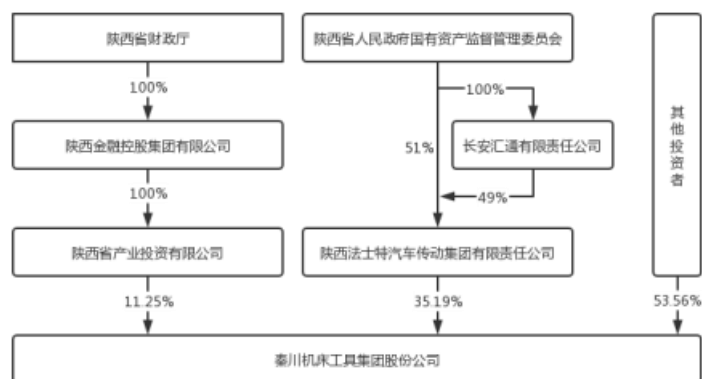 陕西省财政厅
陕西省人民政府国有资产监督管理委员会
其他投资者
100%
100%
陕西金融控股集团有限公司
51%
长安汇通有限责任公司
100%
49%
陕西省产业投资有限公司
陕西法士特汽车传动集团有限责任公司
11.25%
35.19%
53.56%
秦川机床工具集团股份公司